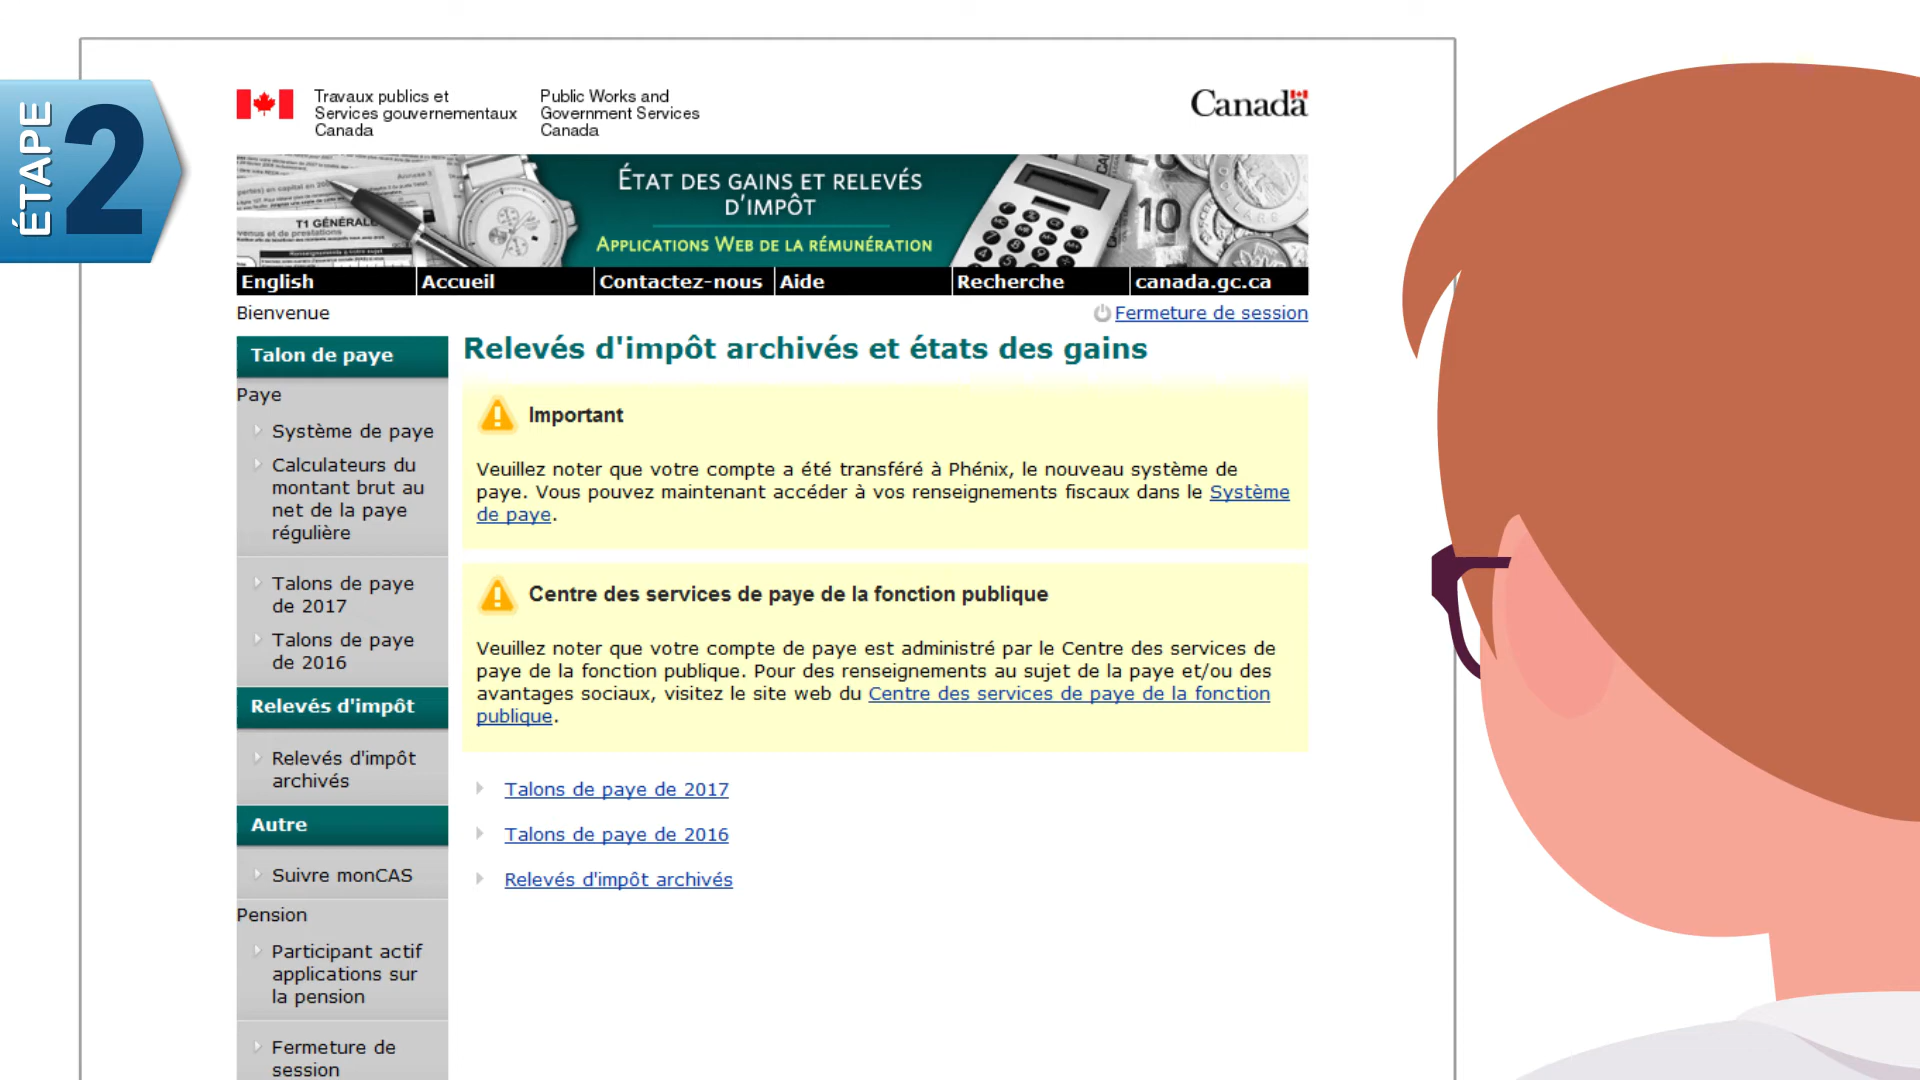 ÉTAPE
2
Travaux publics et
Services gouvernementaux
Canada
Public Works and
Government Services
Canada
Canada
T1 GÉNÉRALE
ÉTAT DES GAINS ET RELEVÉS
D'IMPÔT
APPLICATIONS WEB DE LA RÉMUNÉRATION
10
English
Accueil
Contactez-nous
Aide
Recherche
canada.gc.ca
Bienvenue
Fermeture de session
Talon de paye
Paye
Système de paye
Calculateurs du
montant brut au
net de la paye
régulière
Talons de paye
de 2017
Talons de paye
de 2016
Relevés d'impôt
Relevés d'impôt
archivés
Autre
Suivre monCAS
Pension
Participant actif
applications sur
la pension
Fermeture de
session
Relevés d'impôt archivés et états des gains
Important
Veuillez noter que votre compte a été transféré à Phénix, le nouveau système de
paye. Vous pouvez maintenant accéder à vos renseignements fiscaux dans le Système
de paye.
Centre des services de paye de la fonction publique
Veuillez noter que votre compte de paye est administré par le Centre des services de
paye de la fonction publique. Pour des renseignements au sujet de la paye et/ou des
avantages sociaux, visitez le site web du Centre des services de paye de la fonction
publique.
Talons de paye de 2017
Talons de paye de 2016
Relevés d'impôt archivés